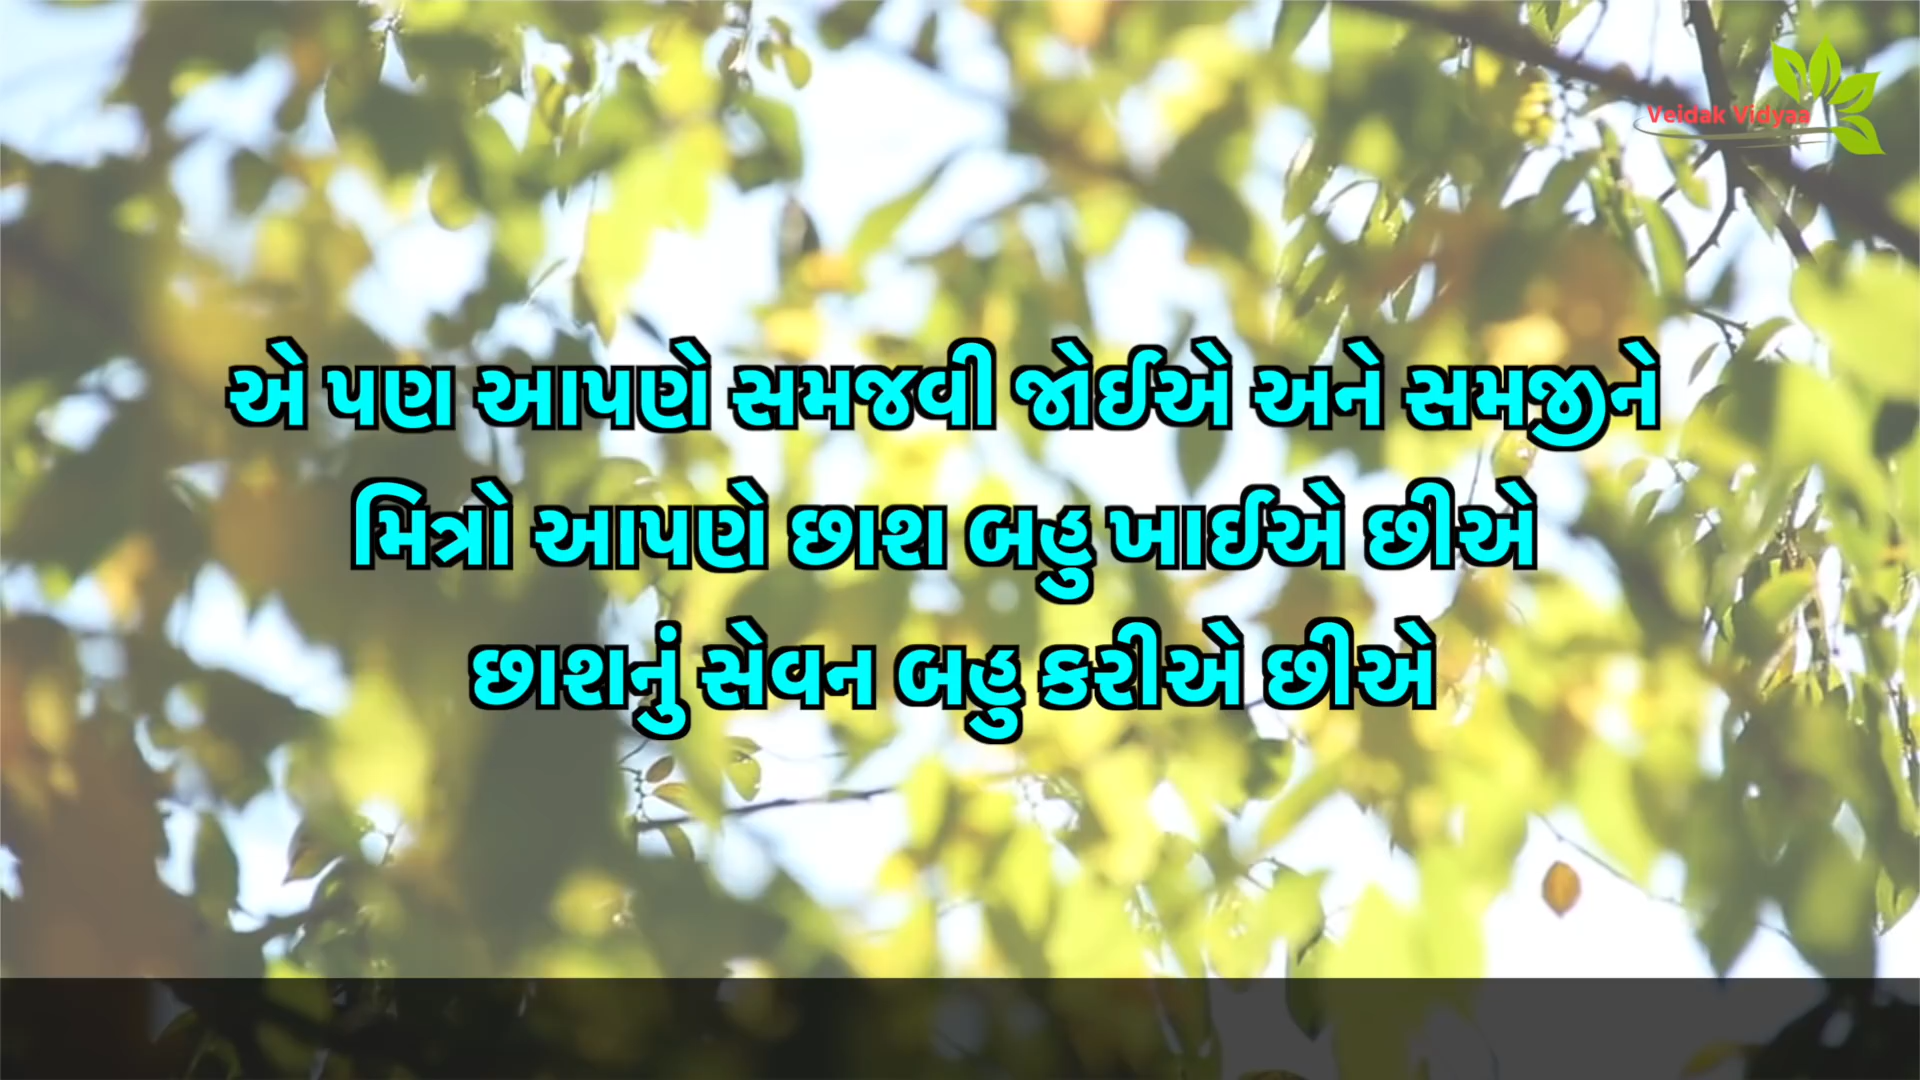 Veidak Vidyaa
એ પણ આપણે સમજવી જોઈએ અને સમજીને
મિત્રો આપણે છાશ બહુ ખાઈએ છીએ
છાશનું સેવન બહુ કરીએ છીએ